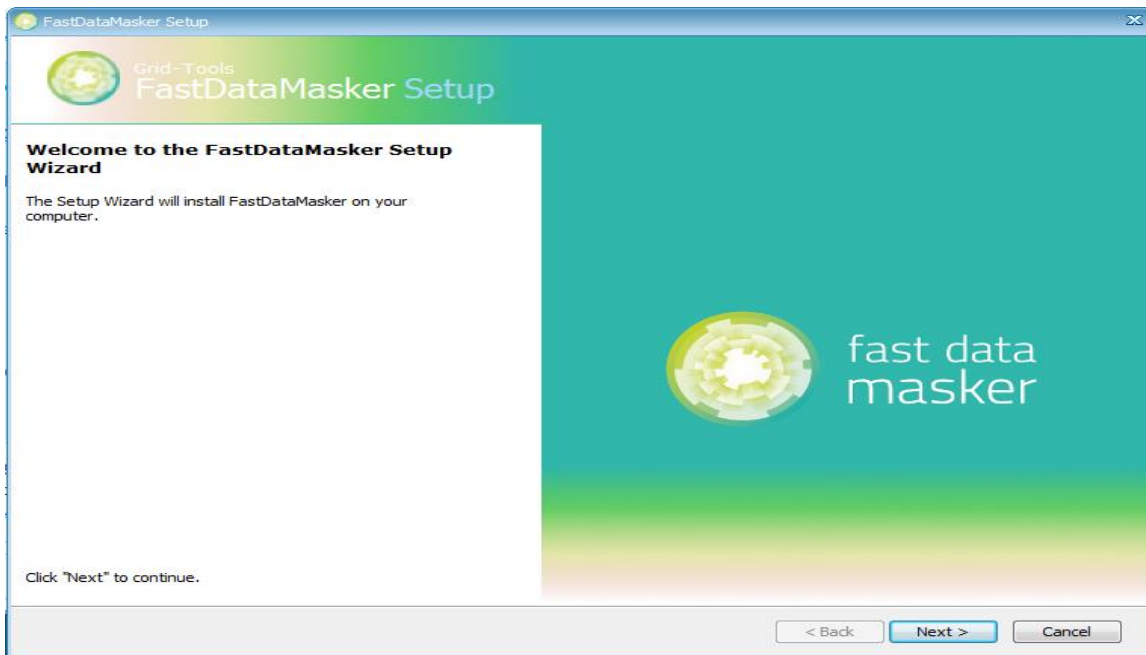 FastDataMasker Setup
Grid-Tools
FastDataMasker Setup
Welcome to the FastDataMasker Setup
Wizard
The Setup Wizard will install FastDataMasker on your
computer.
fast data
masker
Click "Next" to continue.
< Back Next > Cancel